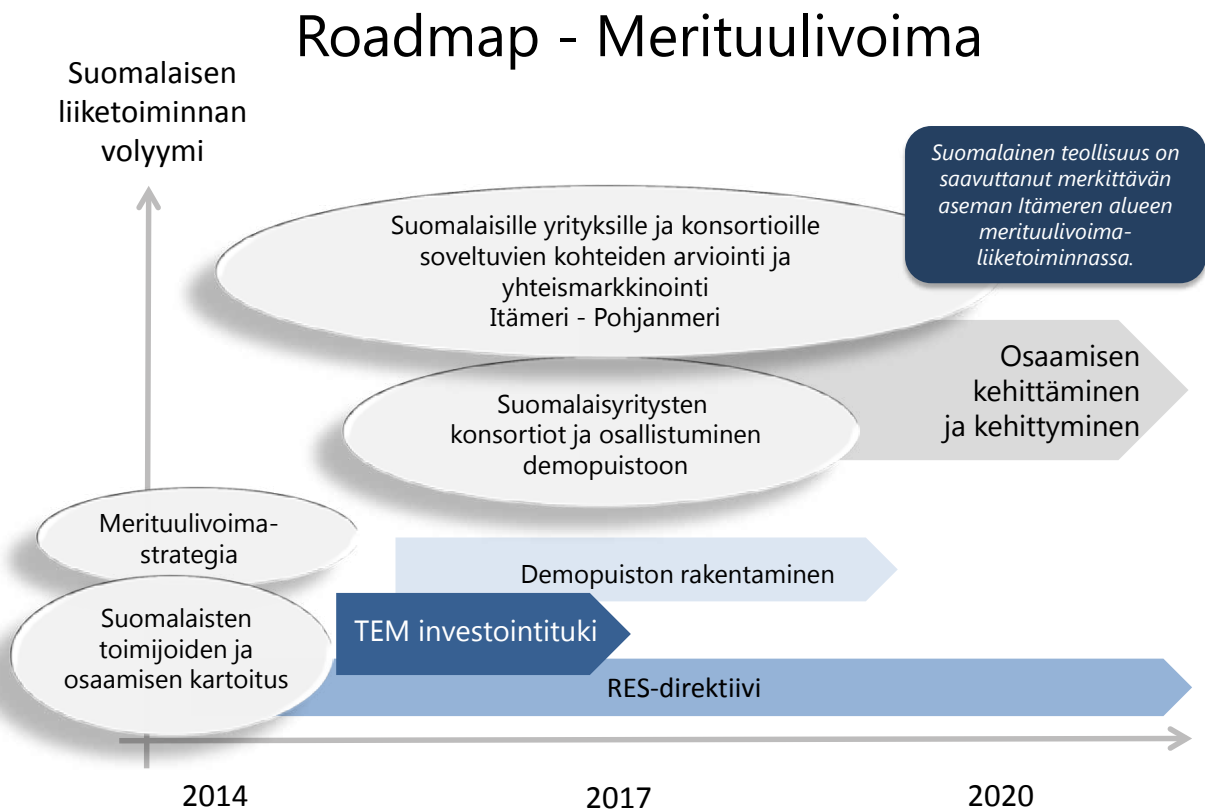 Roadmap - Merituulivoima
Suomalaisen
liiketoiminnan
volyymi
Suomalainen teollisuus on
saavuttanut merkittävän
aseman Itämeren alueen
merituulivoima-
liiketoiminnassa.
Suomalaisille yrityksille ja konsortioille
soveltuvien kohteiden arviointi ja
yhteismarkkinointi
Itämeri - Pohjanmeri
Osaamisen
kehittäminen
ja kehittyminen
Suomalaisyritysten
konsortiot ja osallistuminen
demopuistoon
Merituulivoima-
strategia
Demopuiston rakentaminen
Suomalaisten
toimijoiden ja
osaamisen kartoitus
TEM investointituki
RES-direktiivi
2014
2017
2020